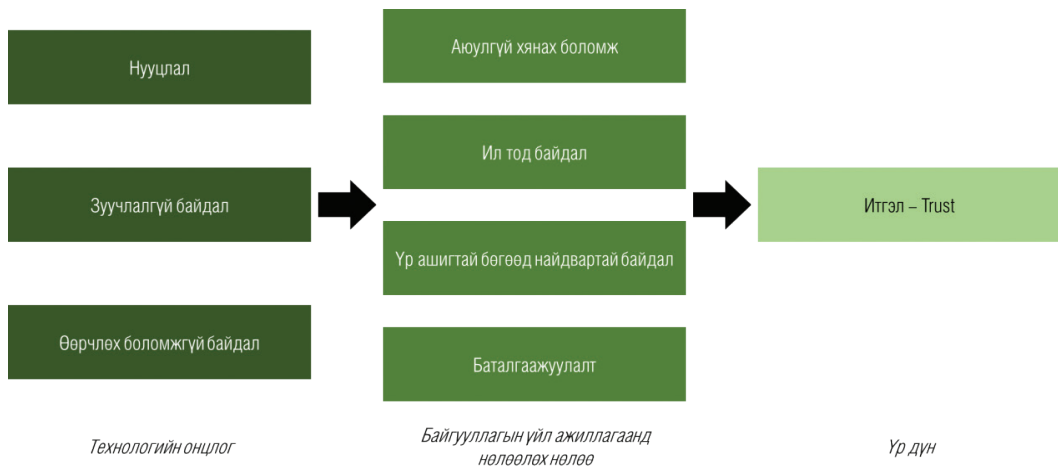 Нууцлал
Зуучлалгүй байдал
Өөрчлөх боломжгүй байдал
Технологийн онцлог
Аюулгүй хянах боломж
Ил тод байдал
Үр ашигтай бөгөөд найдвартай байдал
Баталгаажуулалт
Байгууллагын үйл ажиллагаанд
нөлөөлөх нөлөө
Итгэл – Trust
Үр дүн